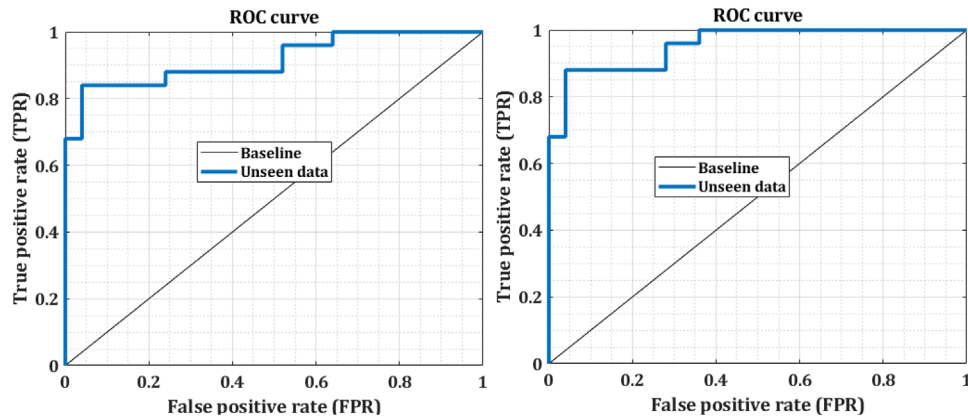 ROC curve
1
0.8
0.6
0.4
0.2
0
True positive rate (TPR)
Baseline
Unseen data
0 0.2 0.4 0.6 0.8 1
False positive rate (FPR)
ROC curve
1
0.8
0.6
0.4
0.2
0
True positive rate (TPR)
Baseline
Unseen data
0 0.2 0.4 0.6 0.8 1
False positive rate (FPR)